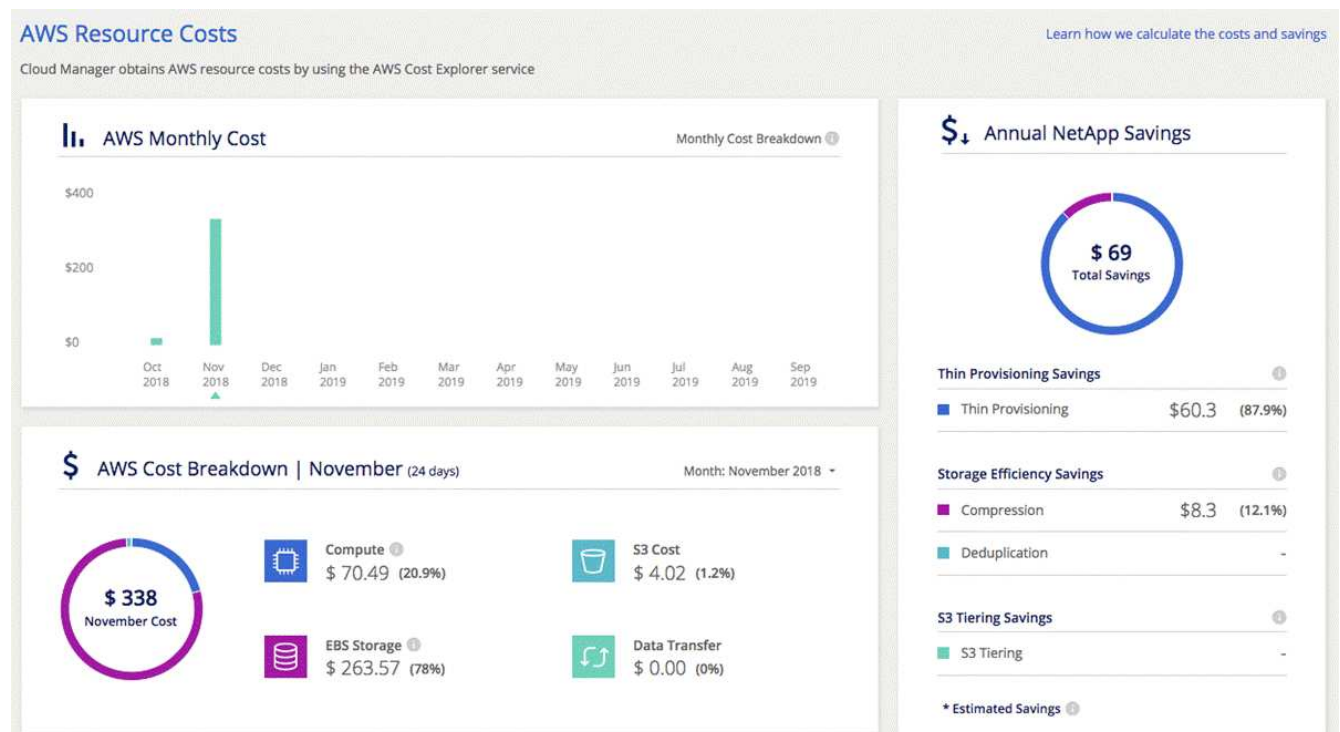 AWS Resource Costs
Learn how we calculate the costs and savings
Cloud Manager obtains AWS resource costs by using the AWS Cost Explorer service
AWS Monthly Cost
Monthly Cost Breakdown
$400
$200
$0
Oct Nov Dec Jan Feb Mar Apr May Jun Jul Aug Sep
2018 2018 2018 2019 2019 2019 2019 2019 2019 2019 2019 2019
$ AWS Cost Breakdown | November (24 days)
Month: November 2018
$ 338
November Cost
Compute
$ 70.49 (20.9%)
S3 Cost
$ 4.02 (1.2%)
EBS Storage
$ 263.57 (78%)
Data Transfer
$ 0.00 (0%)
$ Annual NetApp Savings
$ 69
Total Savings
Thin Provisioning Savings
Thin Provisioning $60.3 (87.9%)
Storage Efficiency Savings
Compression $8.3 (12.1%)
Deduplication -
S3 Tiering Savings
S3 Tiering -
* Estimated Savings